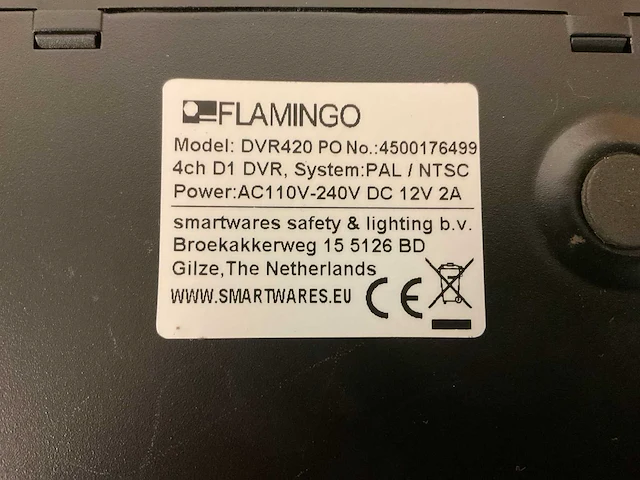 FLAMINGO
Model: DVR420 PO No.:4500176499
4ch D1 DVR, System:PAL / NTSC
Power:AC110V-240V DC 12V 2A
smartwares safety & lighting b.v.
Broekakkerweg 15 5126 BD
Gilze,The Netherlands
WWW.SMARTWARES.EU CE